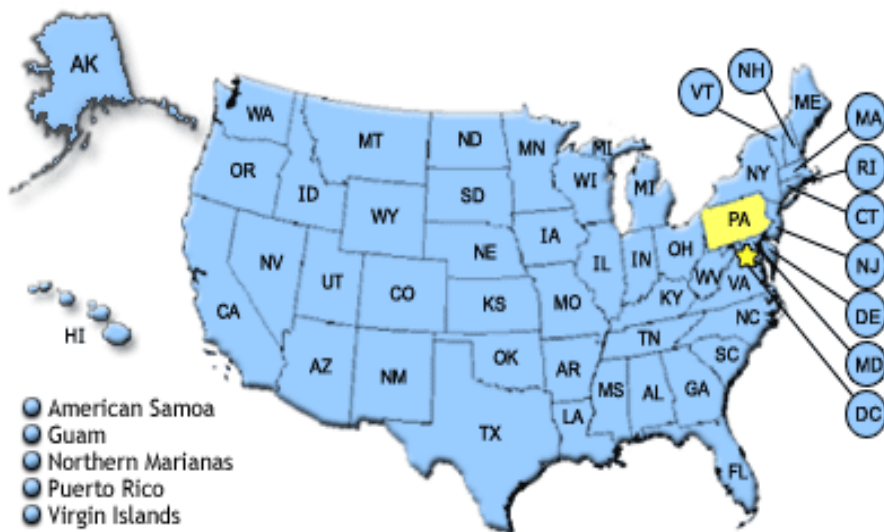 AK
WA
MT
ND
MN
MI
ME
VT
NH
MA
RI
CT
NJ
DE
MD
DC
OR
ID
WY
SD
WI
MI
NY
PA
NV
UT
CO
NE
IA
IL
IN
OH
WV
VA
CA
KS
MO
KY
NC
HI
AZ
NM
OK
AR
TN
SC
TX
LA
MS
AL
GA
FL
American Samoa
Guam
Northern Marianas
Puerto Rico
Virgin Islands